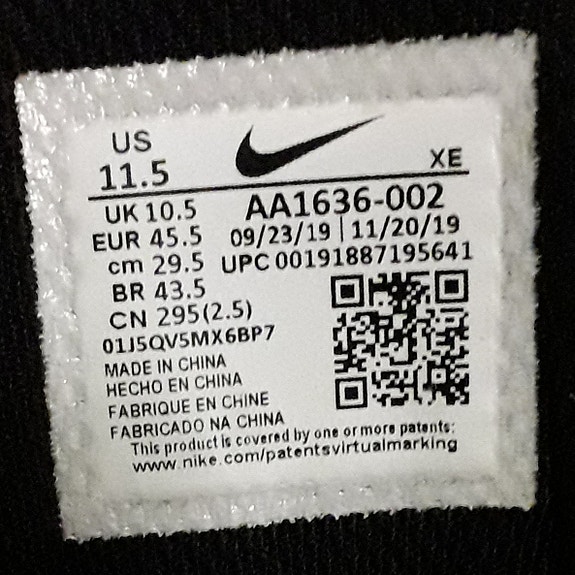 US
11.5
XE
UK 10.5
AA1636-002
EUR 45.5
09/23/19 | 11/20/19
cm 29.5
UPC 00191887195641
BR 43.5
CN 295(2.5)
01J5QV5MX6BP7
MADE IN CHINA
HECHO EN CHINA
FABRIQUE EN CHINE
FABRICADO NA CHINA
This product is covered by one or more patents:
www.nike.com/patentsvirtualmarking